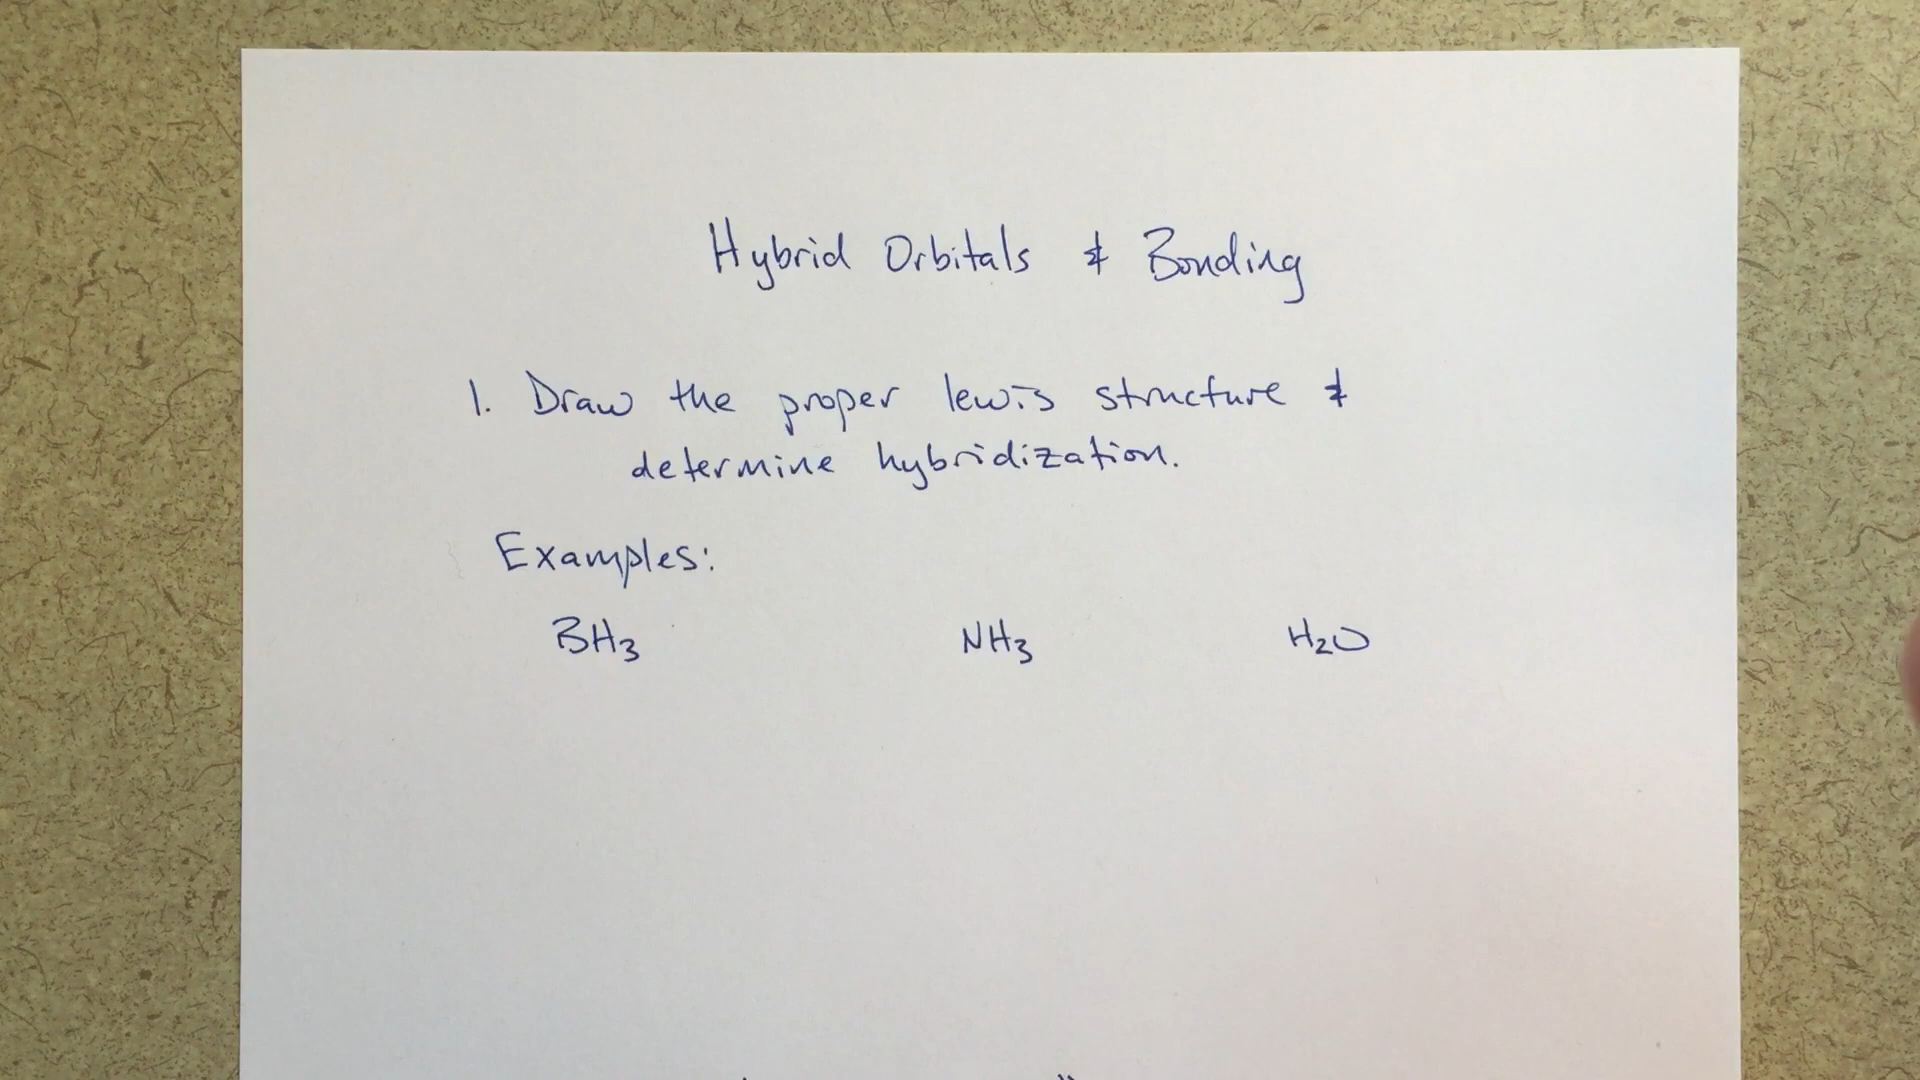 Hybrid Orbitals & Bonding
1. Draw the proper lewis structure &
determine hybridization.
Examples:
BH₃ NH₃ H₂O